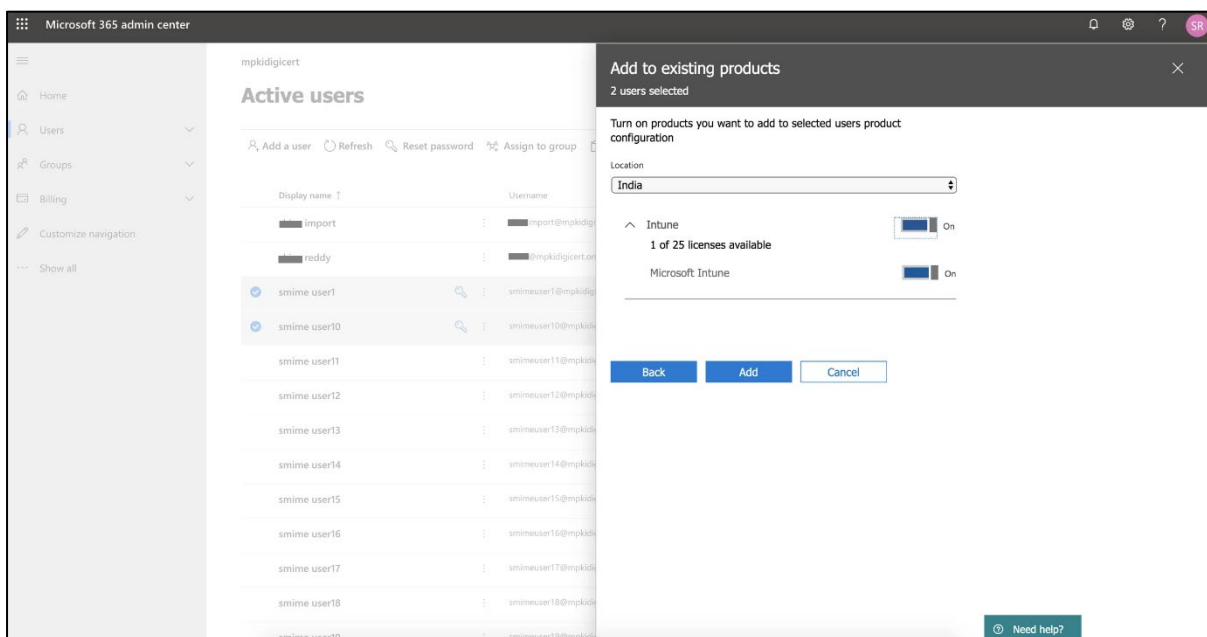 Microsoft 365 admin center
SR
Home
Users
Groups
Billing
Customize navigation
Show all
mpkidigicert
Active users
Add a user Refresh Reset password Assign to group
Display name ↑ Username
import mport@mpkidigi
reddy @mpkidigicert.on
smime user1 smimeuser1@mpkidigi
smime user10 smimeuser10@mpkidi
smime user11 smimeuser11@mpkidi
smime user12 smimeuser12@mpkidi
smime user13 smimeuser13@mpkidi
smime user14 smimeuser14@mpkidi
smime user15 smimeuser15@mpkidi
smime user16 smimeuser16@mpkidi
smime user17 smimeuser17@mpkidi
smime user18 smimeuser18@mpkidi
Add to existing products
2 users selected
Turn on products you want to add to selected users product
configuration
Location
India
Intune On
1 of 25 licenses available
Microsoft Intune On
Back Add Cancel
Need help?